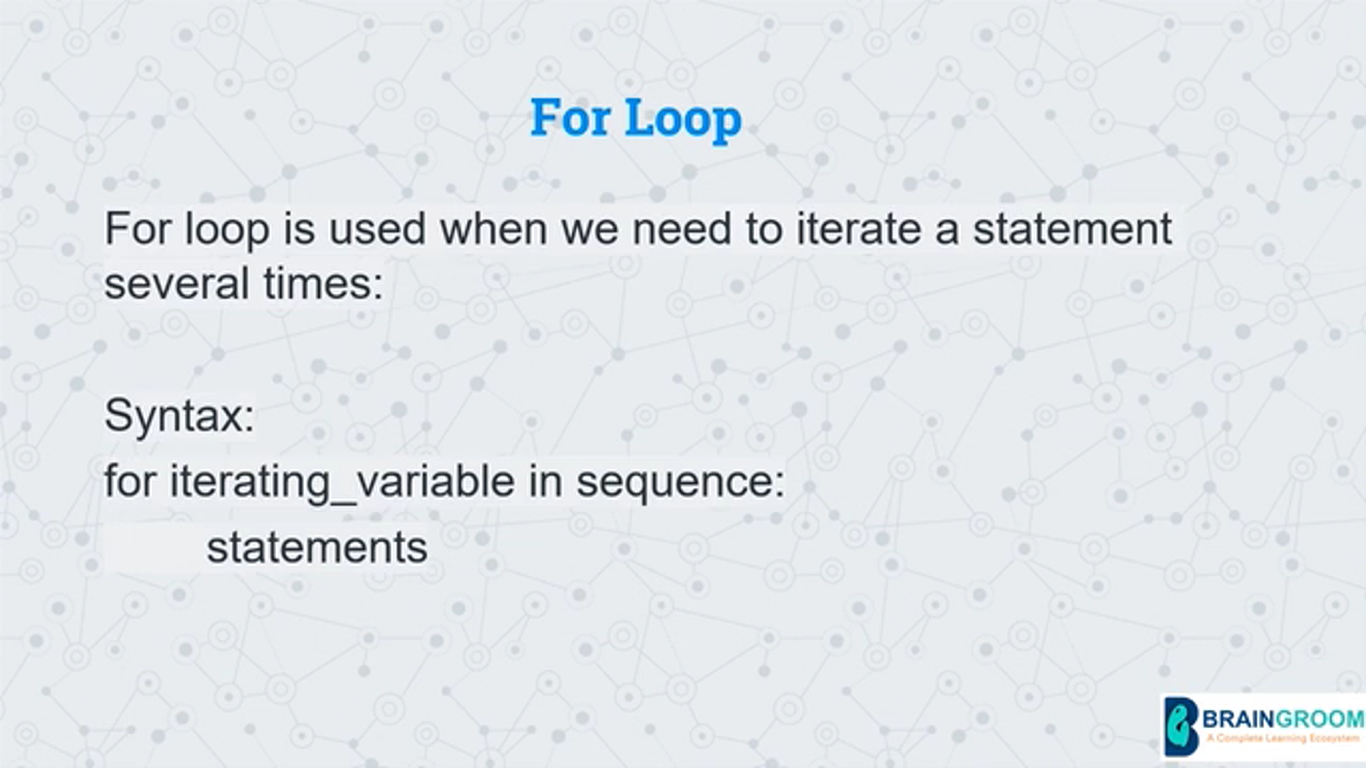 For Loop
For loop is used when we need to iterate a statement
several times:
Syntax:
for iterating_variable in sequence:
statements
BRAINGROOM
A Complete Learning Ecosystem